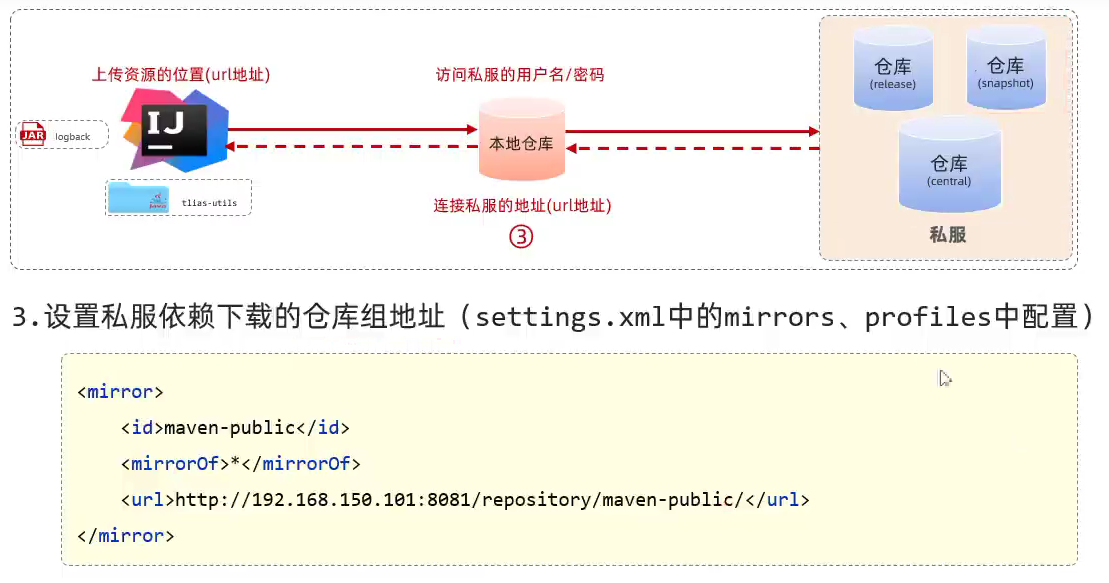 上传资源的位置(url地址)
访问私服的用户名/密码
仓库
(release)
仓库
(snapshot)
JAR
logback
IJ
本地仓库
仓库
(central)
tlias-utils
连接私服的地址(url地址)
③
私服
3.设置私服依赖下载的仓库组地址（settings.xml中的mirrors、profiles中配置）
<mirror>
    <id>maven-public</id>
    <mirrorOf>*</mirrorOf>
    <url>http://192.168.150.101:8081/repository/maven-public/</url>
</mirror>